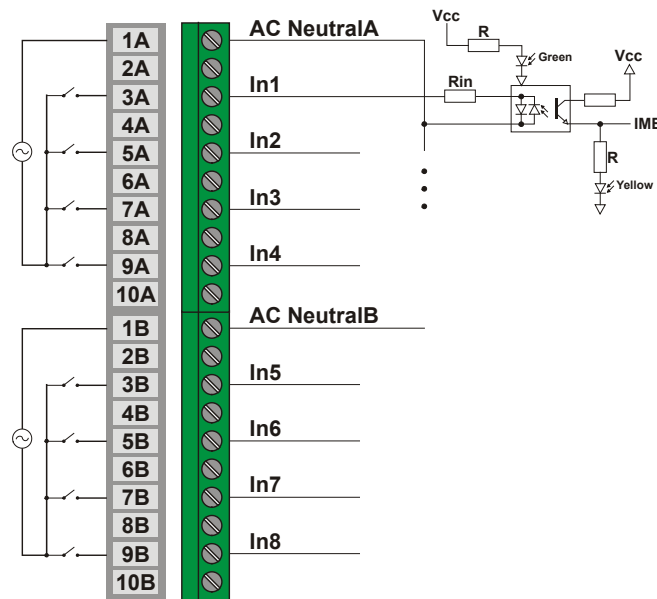 1A
2A
3A
4A
5A
6A
7A
8A
9A
10A
1B
2B
3B
4B
5B
6B
7B
8B
9B
10B
AC NeutralA
In1
In2
In3
In4
AC NeutralB
In5
In6
In7
In8
Vcc
R
Green
Rin
Vcc
IME
R
Yellow